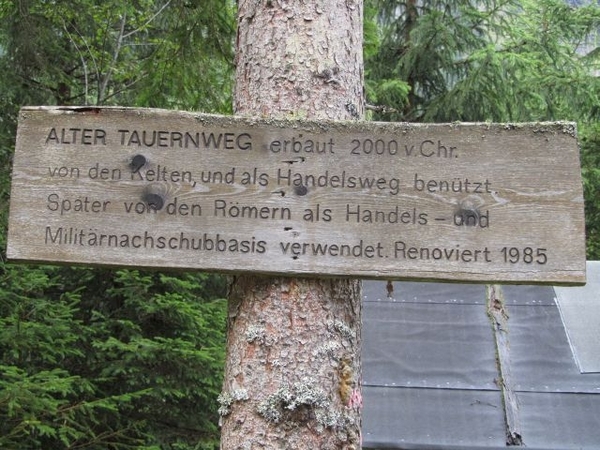 ALTER TAUERNWEG erbaut 2000 v. Chr.
von den Kelten, und als Handelsweg benützt.
Später von den Römern als Handels - und
Militärnachschubbasis verwendet. Renoviert 1985